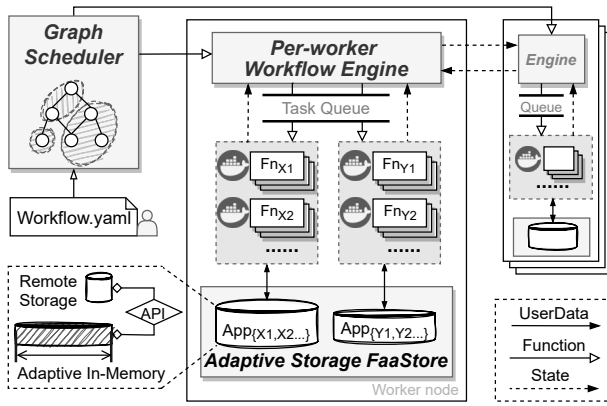 Graph
Scheduler
Workflow.yaml
Per-worker
Workflow Engine
Task Queue
FnX1
FnX2
......
FnY1
FnY2
......
Engine
Queue
......
Remote
Storage
API
Adaptive In-Memory
App{X1,X2...}
App{Y1,Y2...}
Adaptive Storage FaaStore
Worker node
UserData
Function
State